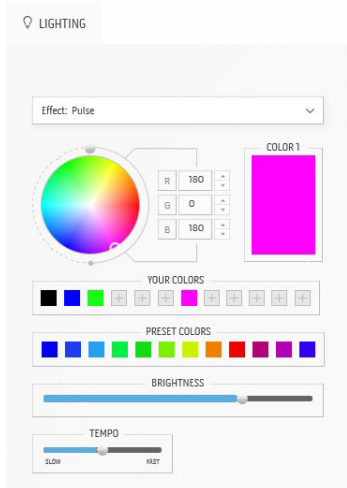 LIGHTING
Effect: Pulse
COLOR 1
R 180
G 0
B 180
YOUR COLORS
PRESET COLORS
BRIGHTNESS
TEMPO
SLOW FAST